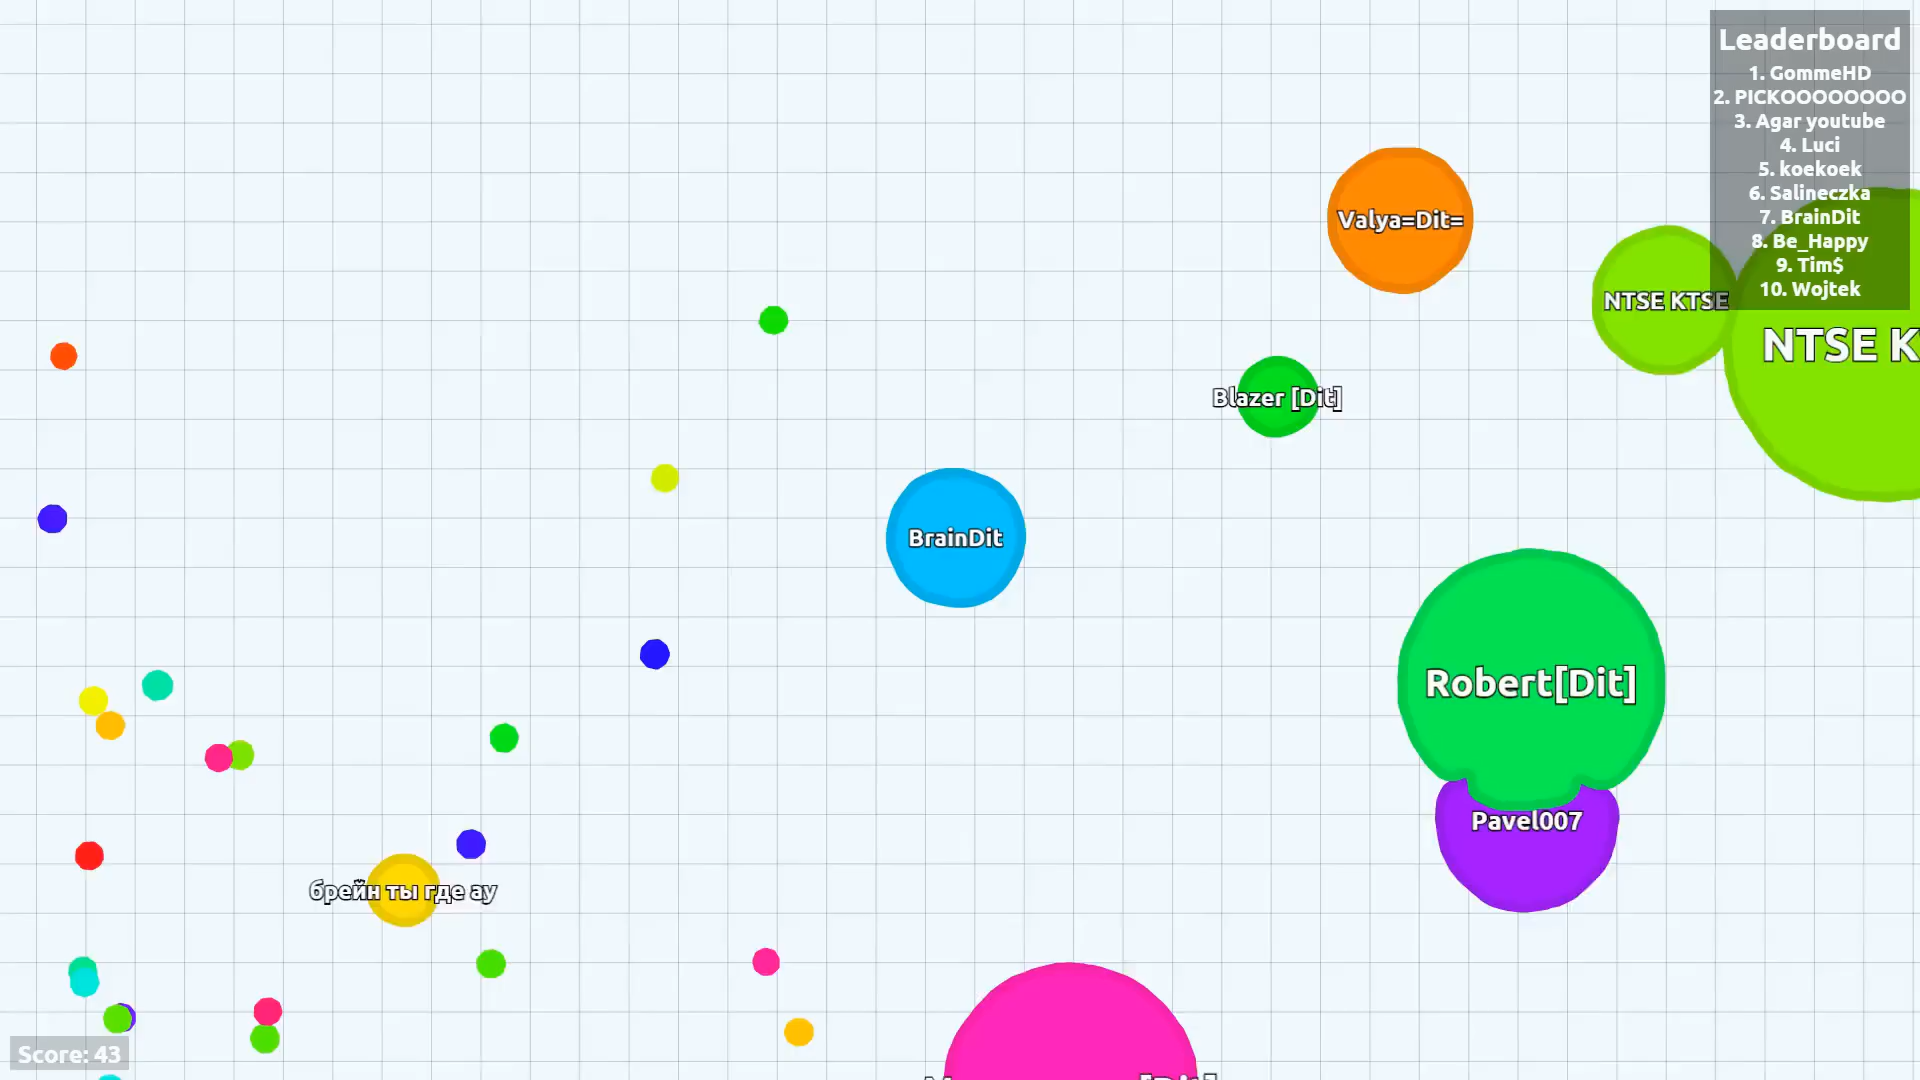 Leaderboard
1. GommeHD
2. PICKOOOOOOOO
3. Agar youtube
4. Luci
5. koekoek
6. Salineczka
7. BrainDit
8. Be_Happy
9. Tim$
10. Wojtek
Valya=Dit=
NTSE KTSE
NTSE K
Blazer [Dit]
BrainDit
Robert[Dit]
Pavel007
брейн ты где ау
Score: 43